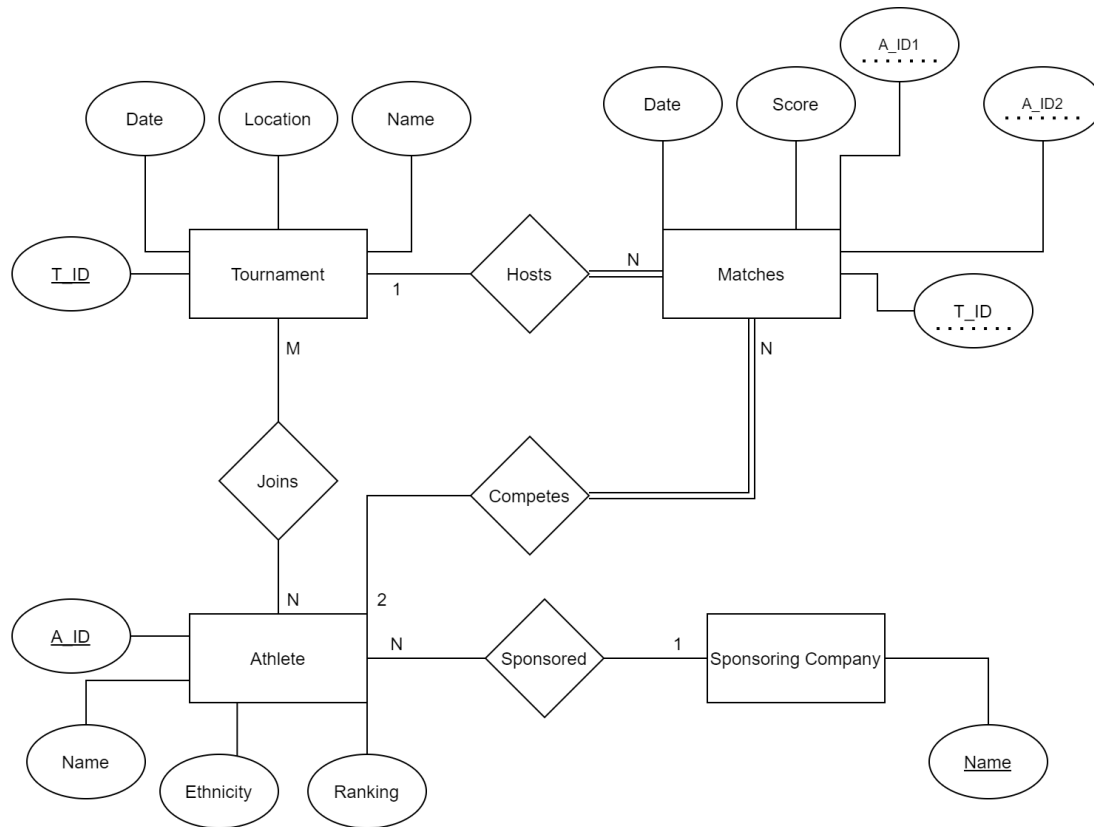 A_ID1
Date
Location
Name
Date
Score
A_ID2
T_ID
Tournament
1
Hosts
N
Matches
T_ID
M
N
Joins
Competes
N
2
A_ID
Athlete
N
Sponsored
1
Sponsoring Company
Name
Ethnicity
Ranking
Name